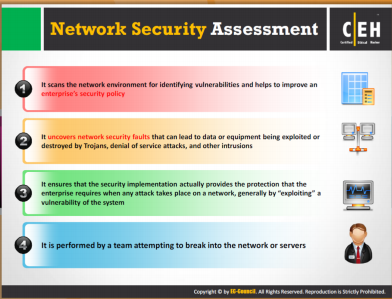 Network Security Assessment
C|EH
Certified Ethical Hacker
1
It scans the network environment for identifying vulnerabilities and helps to improve an
enterprise's security policy
2
It uncovers network security faults that can lead to data or equipment being exploited or
destroyed by Trojans, denial of service attacks, and other intrusions
3
It ensures that the security implementation actually provides the protection that the
enterprise requires when any attack takes place on a network, generally by "exploiting" a
vulnerability of the system
4
It is performed by a team attempting to break into the network or servers
Copyright © by EC-Council. All Rights Reserved. Reproduction is Strictly Prohibited.